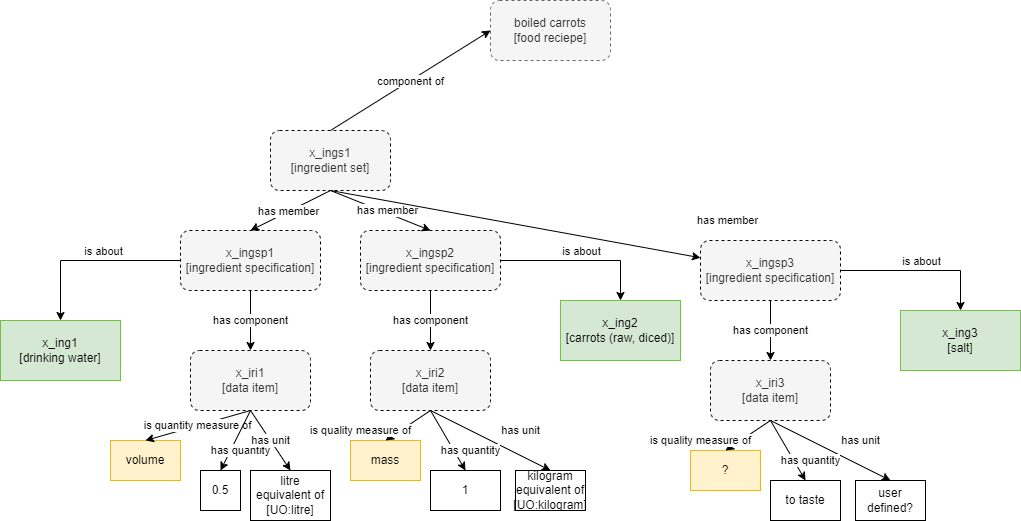 boiled carrots
[food reciepe]
component of
x_ings1
[ingredient set]
has member
has member
has member
x_ingsp1
[ingredient specification]
x_ingsp2
[ingredient specification]
x_ingsp3
[ingredient specification]
is about
is about
is about
x_ing1
[drinking water]
x_ing2
[carrots (raw, diced)]
x_ing3
[salt]
has component
has component
has component
x_iri1
[data item]
x_iri2
[data item]
x_iri3
[data item]
is quantity measure of
has quantity
has unit
is quality measure of
has quantity
has unit
is quality measure of
has quantity
has unit
volume
0.5
litre
equivalent of
[UO:litre]
mass
1
kilogram
equivalent of
[UO:kilogram]
?
to taste
user
defined?